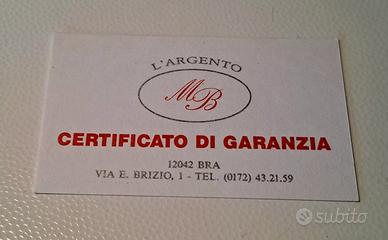 L'ARGENTO
MB
CERTIFICATO DI GARANZIA
12042 BRA
VIA E. BRIZIO, 1 - TEL. (0172) 43.21.59
subito